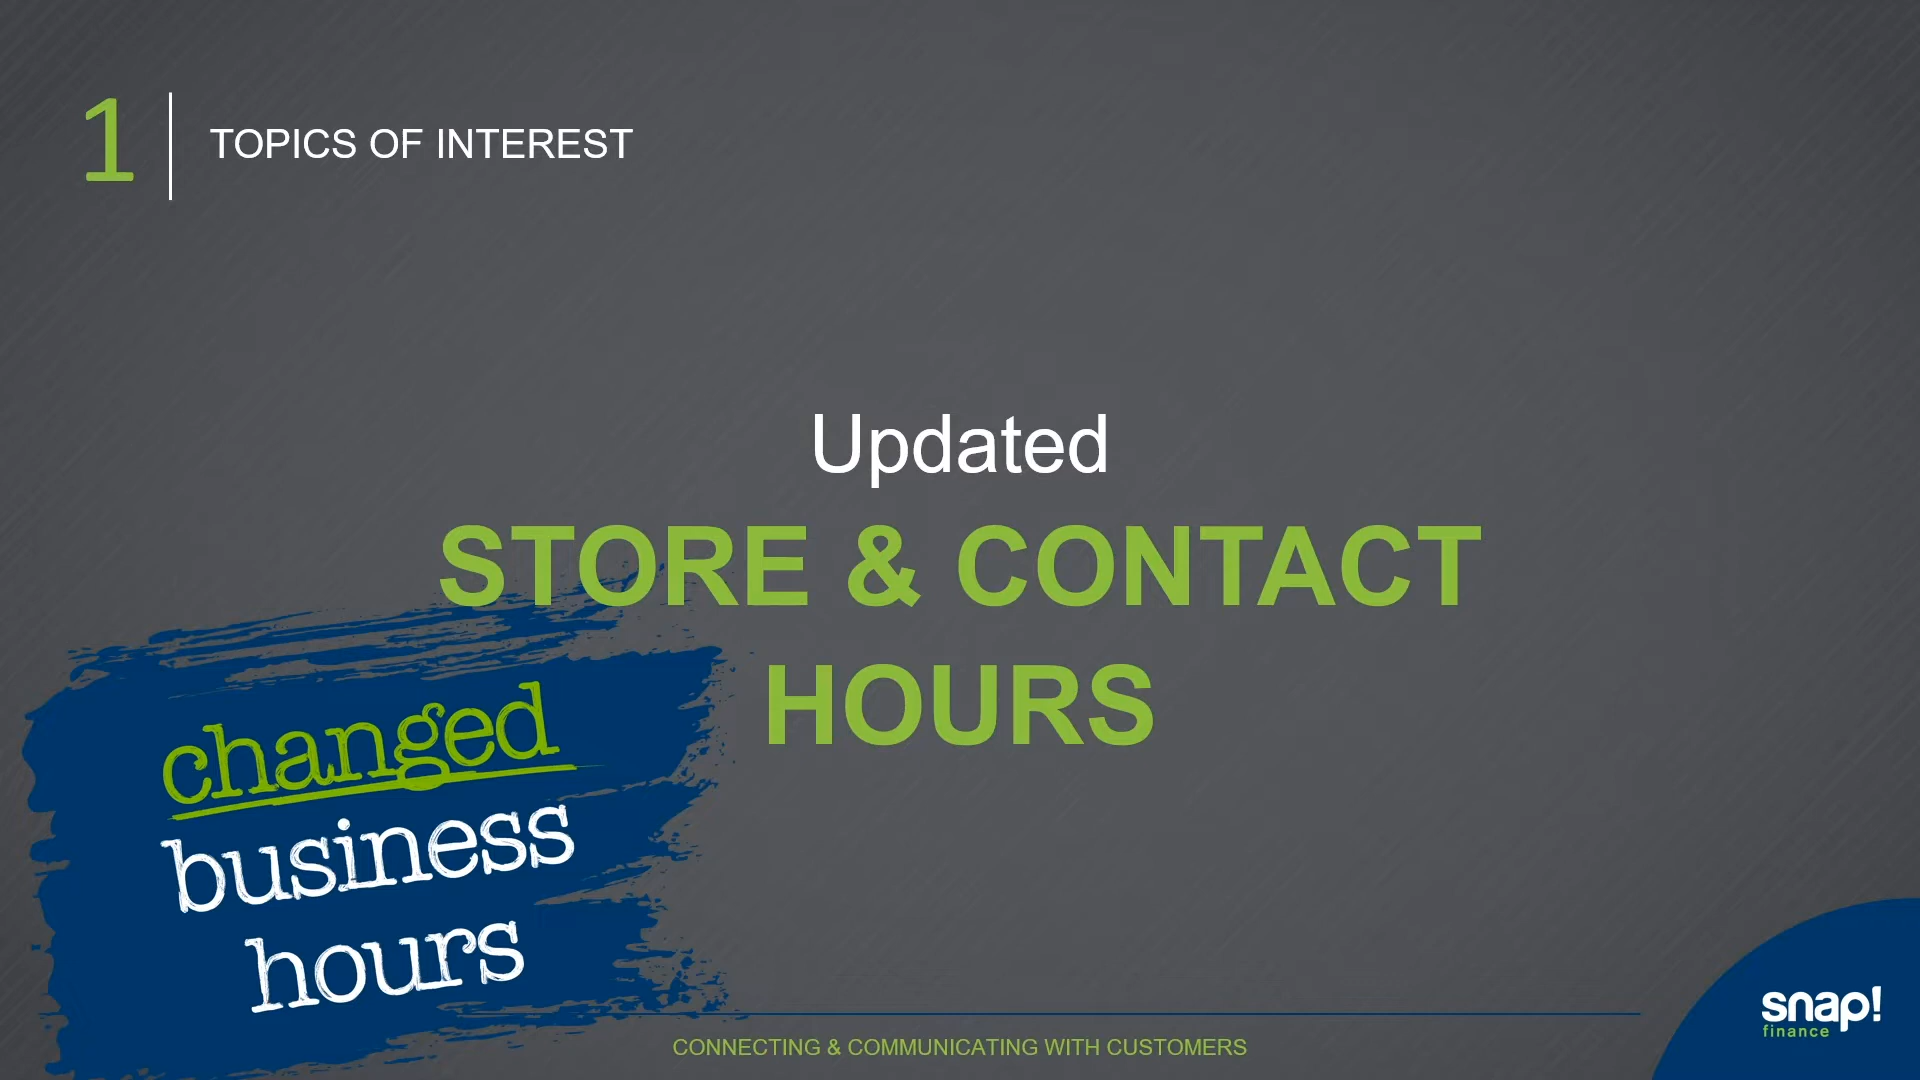 1
TOPICS OF INTEREST
Updated
STORE & CONTACT
HOURS
changed
business
hours
CONNECTING & COMMUNICATING WITH CUSTOMERS
snap!
finance